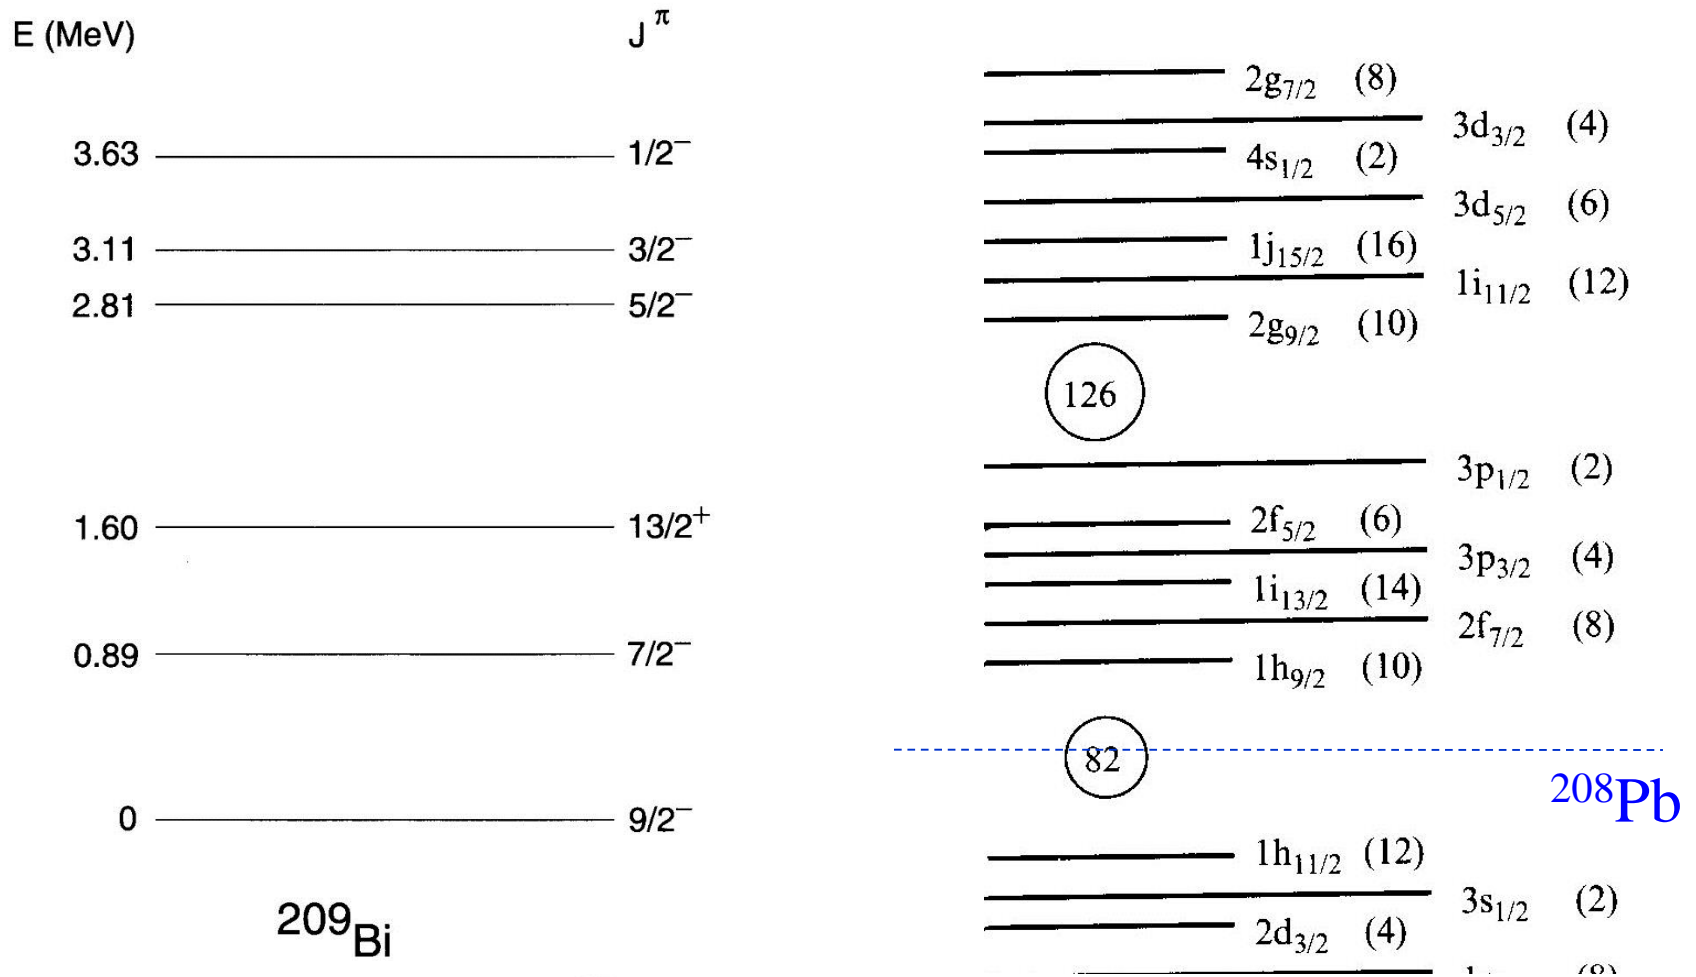 E (MeV) J^π
3.63 1/2⁻
3.11 3/2⁻
2.81 5/2⁻
1.60 13/2⁺
0.89 7/2⁻
0 9/2⁻
²⁰⁹Bi
2g₇/₂ (8)
3d₃/₂ (4)
4s₁/₂ (2)
3d₅/₂ (6)
1j₁₅/₂ (16)
1i₁₁/₂ (12)
2g₉/₂ (10)
126
3p₁/₂ (2)
2f₅/₂ (6)
3p₃/₂ (4)
1i₁₃/₂ (14)
2f₇/₂ (8)
1h₉/₂ (10)
82
²⁰⁸Pb
1h₁₁/₂ (12)
3s₁/₂ (2)
2d₃/₂ (4)
(8)